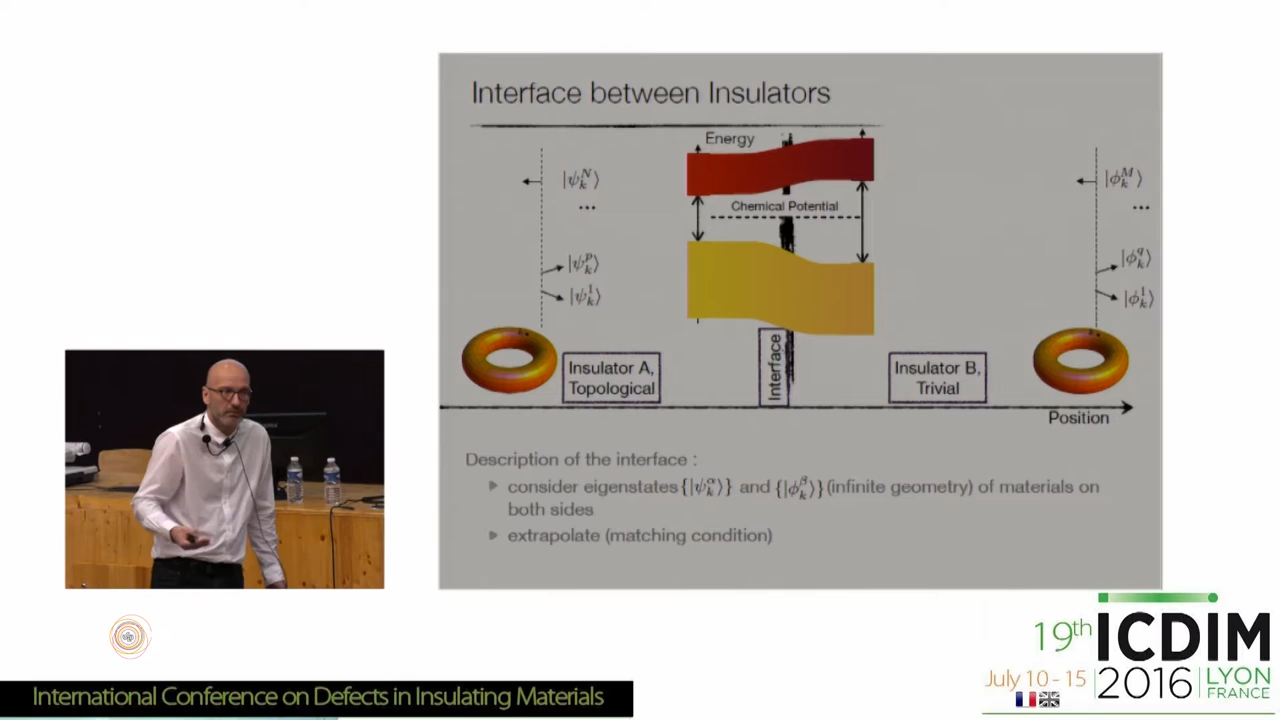 Interface between Insulators
Energy
|ψ_k^N⟩
|ϕ_k^M⟩
...
Chemical Potential
...
|ψ_k^p⟩
|ϕ_k^q⟩
|ψ_k^1⟩
|ϕ_k^1⟩
Insulator A,
Topological
Interface
Insulator B,
Trivial
Position
Description of the interface :
consider eigenstates {|ψ_k^α⟩} and {|ϕ_k^β⟩} (infinite geometry) of materials on
both sides
extrapolate (matching condition)
19th ICDIM
July 10 - 15 2016 LYON
FRANCE
International Conference on Defects in Insulating Materials